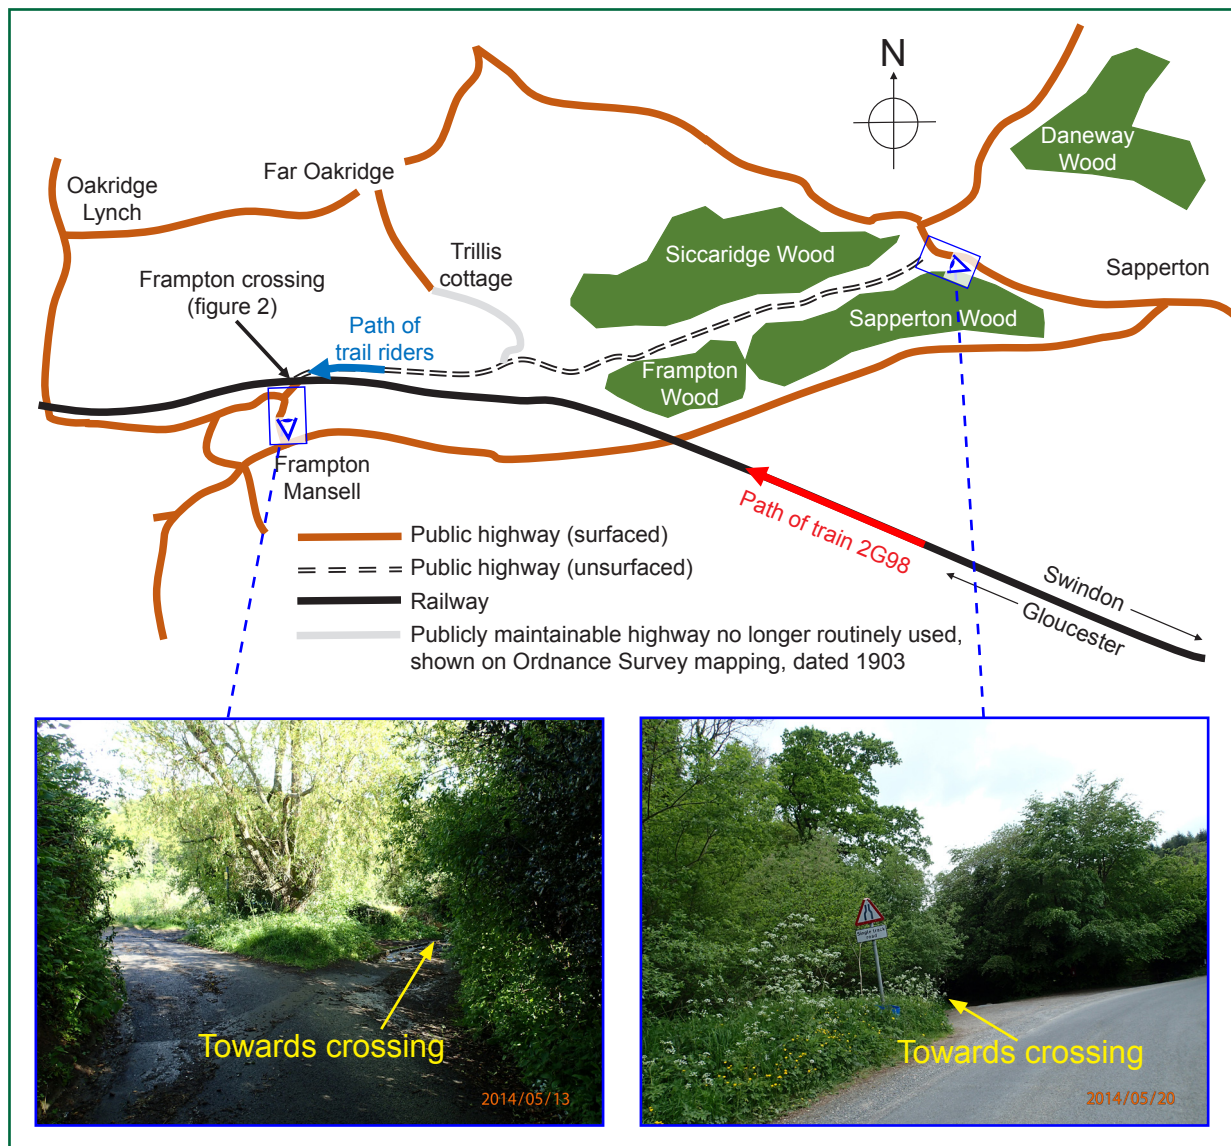 N
Daneway
Wood
Far Oakridge
Oakridge
Lynch
Siccaridge Wood
Trillis
cottage
Sapperton
Frampton crossing
(figure 2)
Sapperton Wood
Path of
trail riders
Frampton
Wood
Frampton
Mansell
Path of train 2G98
Swindon
Gloucester
Public highway (surfaced)
Public highway (unsurfaced)
Railway
Publicly maintainable highway no longer routinely used,
shown on Ordnance Survey mapping, dated 1903
Towards crossing
2014/05/13
Single track
road
Towards crossing
2014/05/20